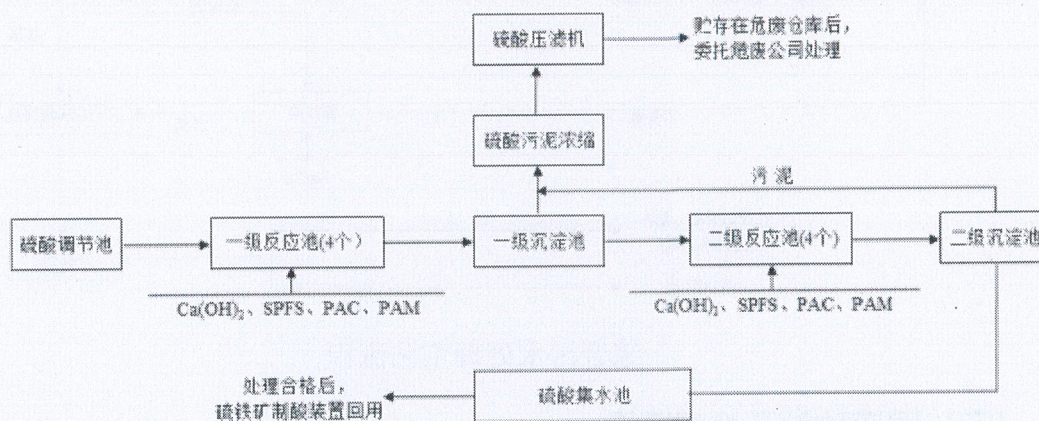 硫酸压滤机
贮存在危废仓库后，
委托危废公司处理
硫酸污泥浓缩
污 泥
硫酸调节池
一级反应池(4个）
一级沉淀池
二级反应池(4个)
二级沉淀池
Ca(OH)₂、SPFS、PAC、PAM
Ca(OH)₂、SPFS、PAC、PAM
处理合格后，
硫铁矿制酸装置回用
硫酸集水池